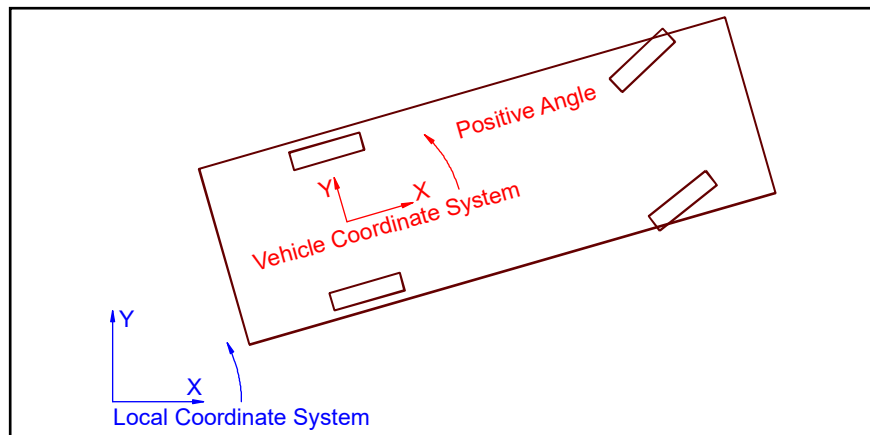 Positive Angle
Y
X
Vehicle Coordinate System
Y
X
Local Coordinate System